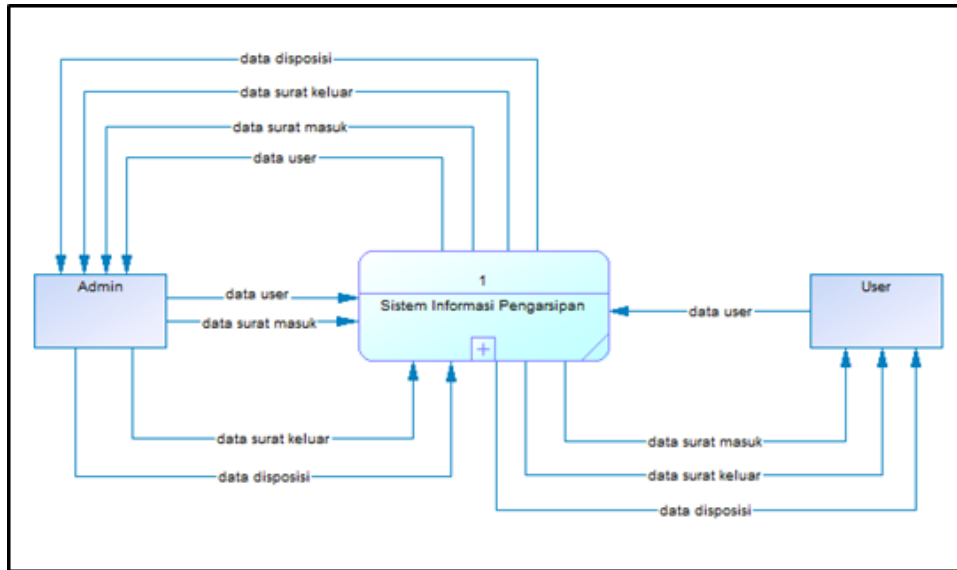 data disposisi
data surat keluar
data surat masuk
data user
Admin
1
Sistem Informasi Pengarsipan
User
data user
data surat masuk
data user
data surat keluar
data disposisi
data surat masuk
data surat keluar
data disposisi